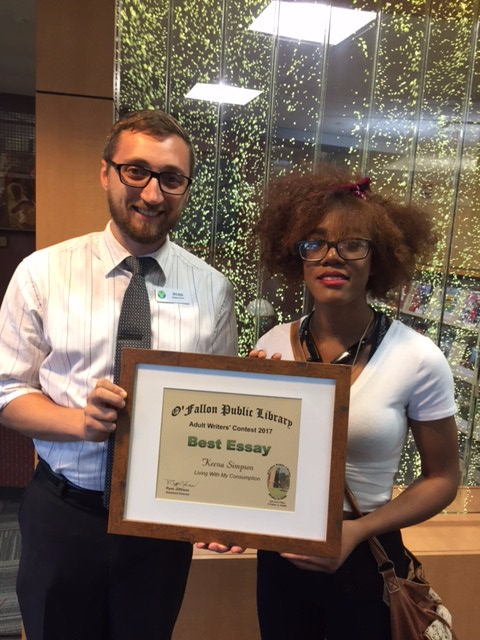 O'Fallon Public Library
Adult Writers' Contest 2017
Best Essay
Keena Simpson
Living With My Consumption